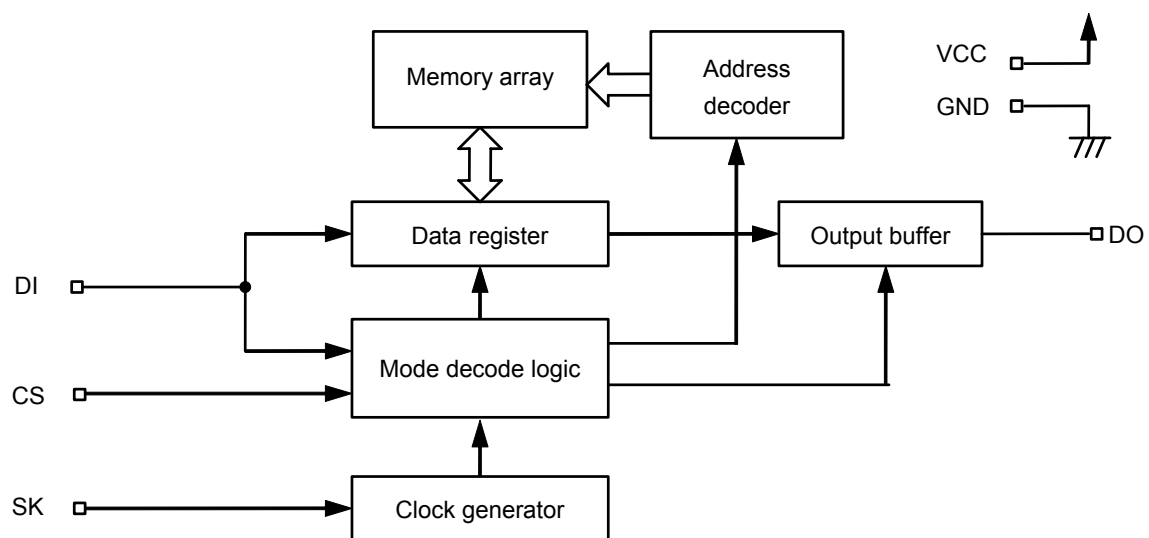 Memory array
Address
decoder
VCC
GND
Data register
Output buffer
DO
DI
Mode decode logic
CS
SK
Clock generator